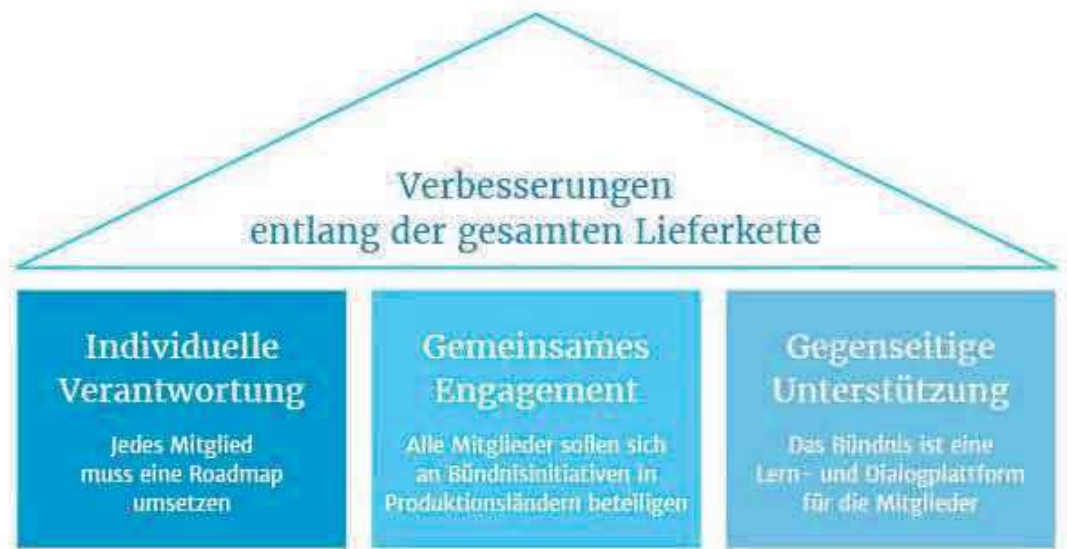 Verbesserungen
entlang der gesamten Lieferkette
Individuelle
Verantwortung
Jedes Mitglied
muss eine Roadmap
umsetzen
Gemeinsames
Engagement
Alle Mitglieder sollen sich
an Bündnisinitiativen in
Produktionsländern beteiligen
Gegenseitige
Unterstützung
Das Bündnis ist eine
Lern- und Dialogplattform
für die Mitglieder